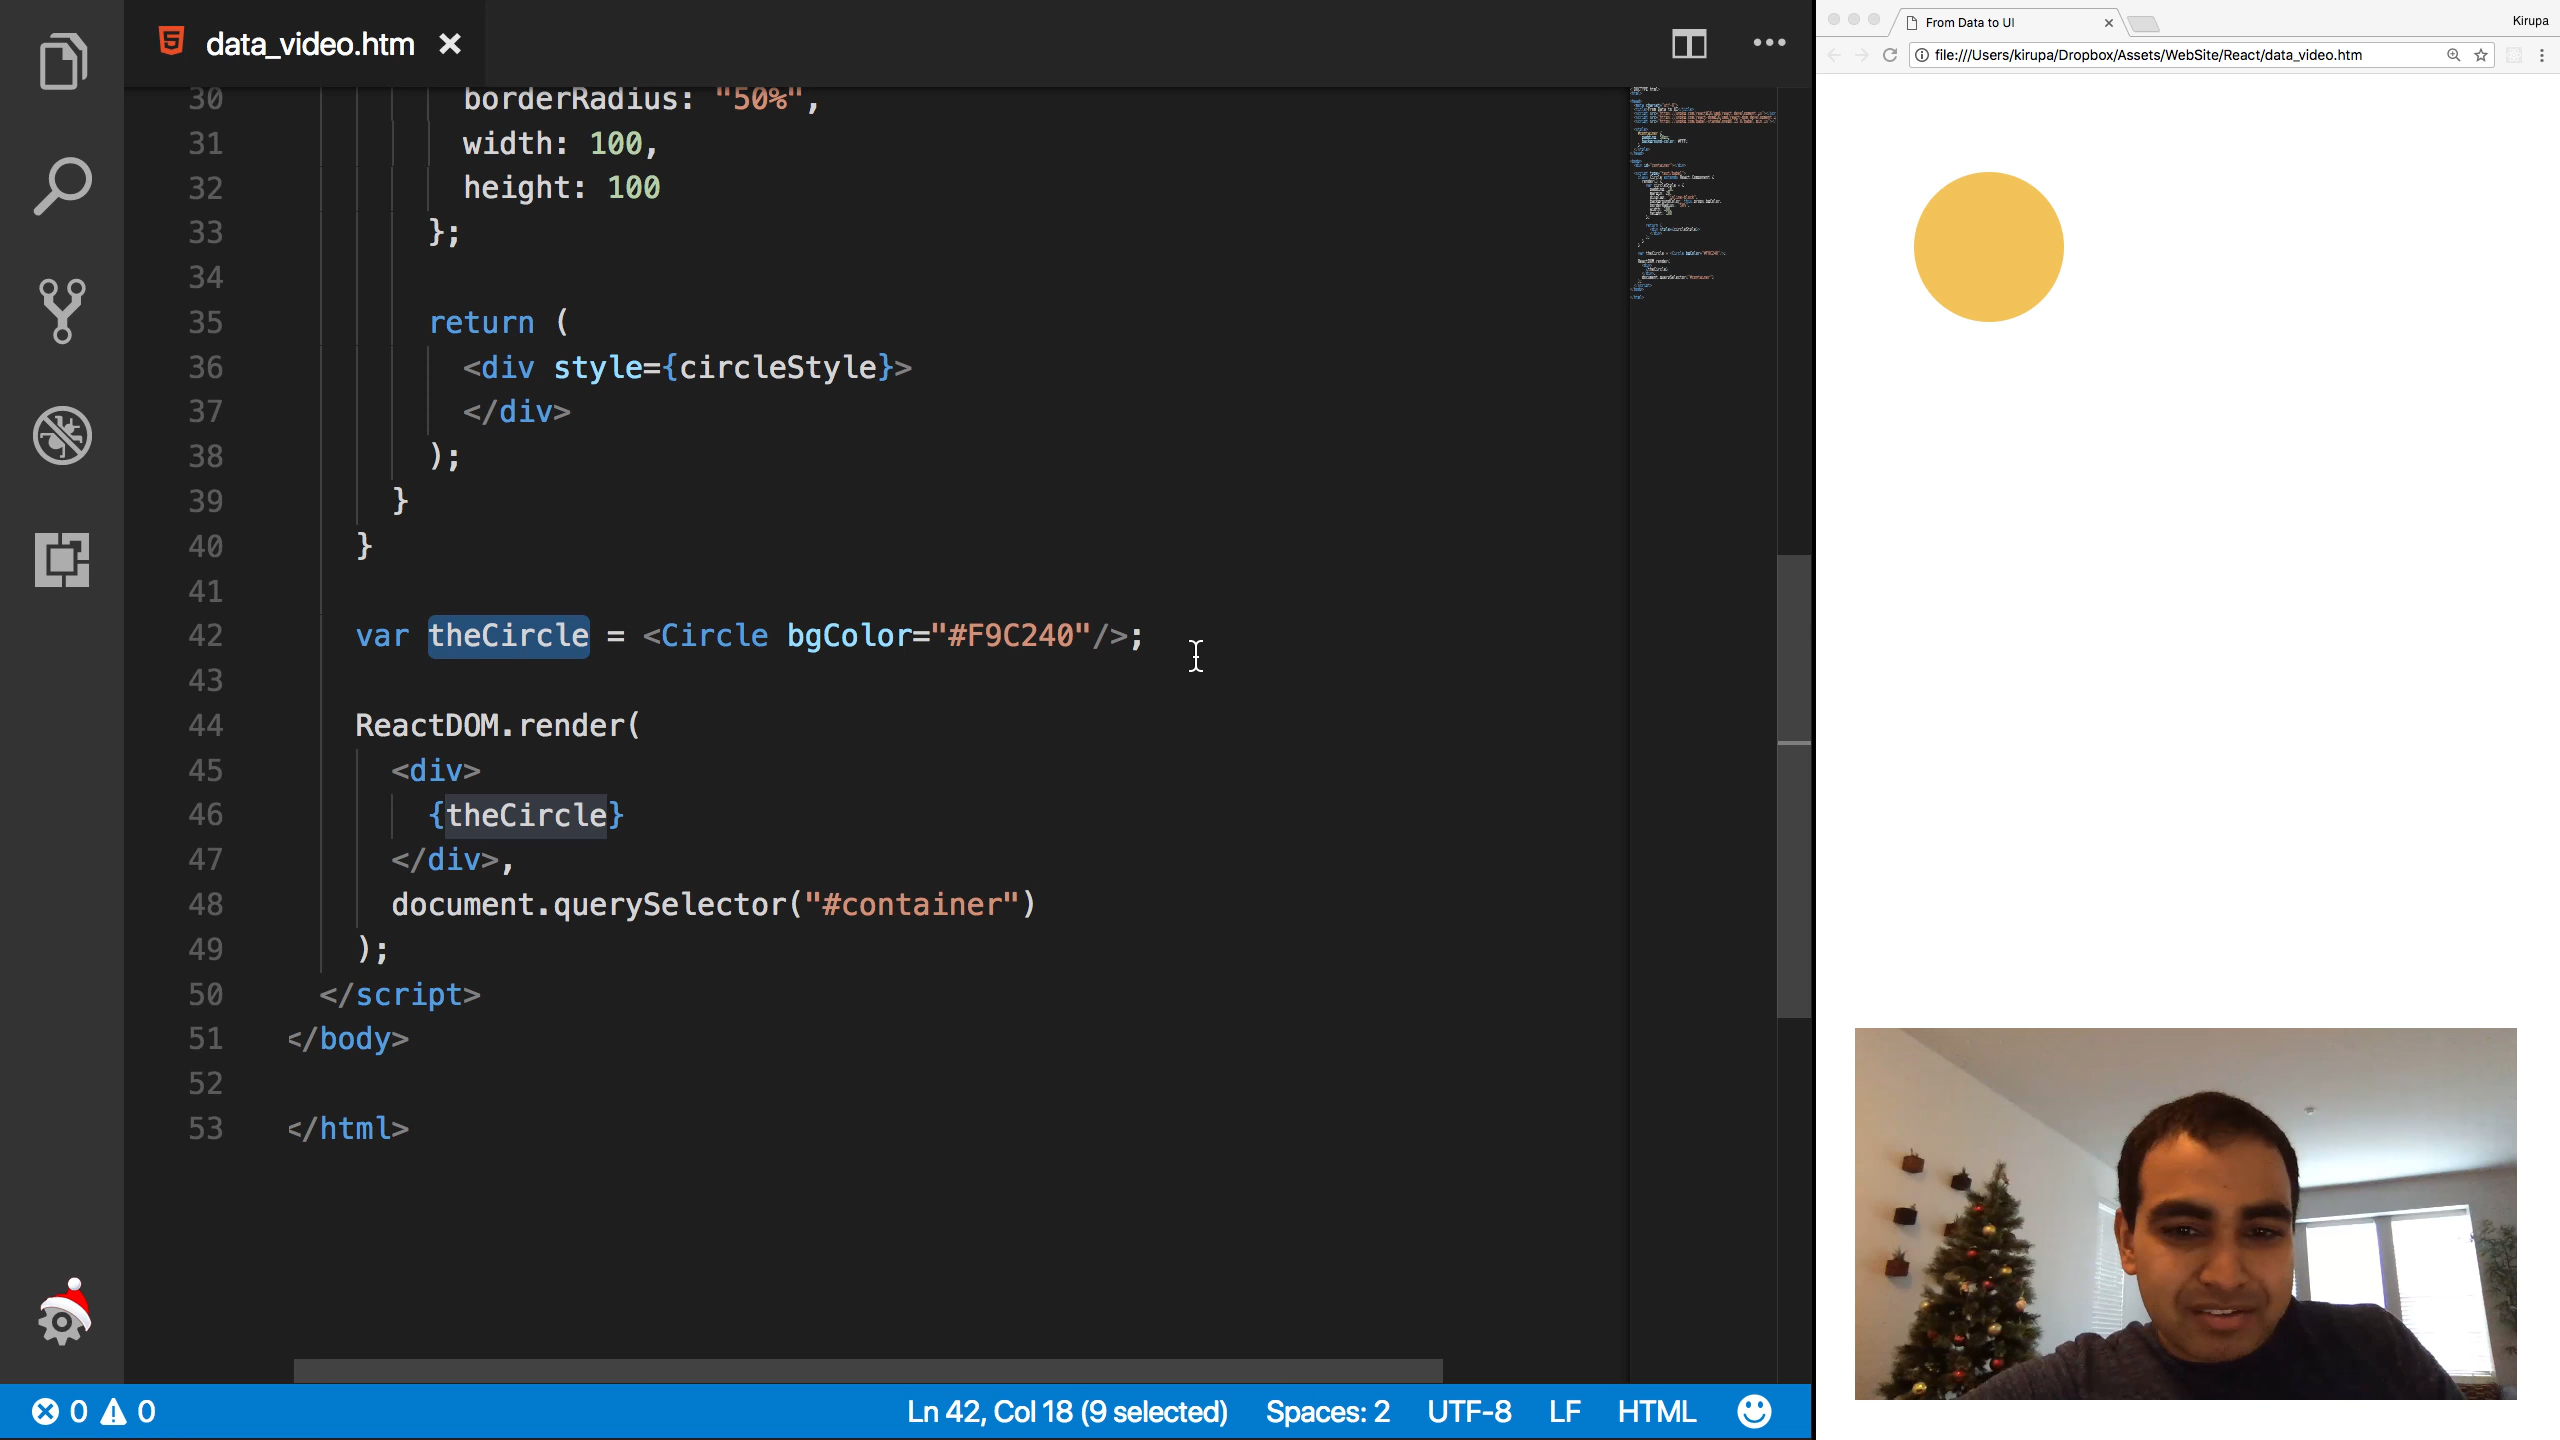 data_video.htm
30 borderRadius: "50%",
31 width: 100,
32 height: 100
33 };
34
35 return (
36 <div style={circleStyle}>
37 </div>
38 );
39 }
40 }
41
42 var theCircle = <Circle bgColor="#F9C240"/>;
43
44 ReactDOM.render(
45 <div>
46 {theCircle}
47 </div>,
48 document.querySelector("#container")
49 );
50 </script>
51 </body>
52
53 </html>
0 0 Ln 42, Col 18 (9 selected) Spaces: 2 UTF-8 LF HTML
From Data to UI Kirupa
file:///Users/kirupa/Dropbox/Assets/WebSite/React/data_video.htm